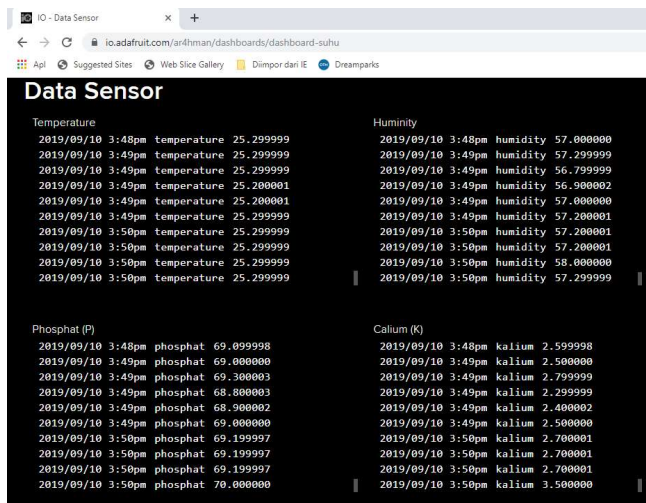 IO - Data Sensor
io.adafruit.com/ar4hman/dashboards/dashboard-suhu
Apl Suggested Sites Web Slice Gallery Diimpor dari IE Dreamparks
Data Sensor
Temperature
2019/09/10 3:48pm temperature 25.299999
2019/09/10 3:49pm temperature 25.299999
2019/09/10 3:49pm temperature 25.299999
2019/09/10 3:49pm temperature 25.200001
2019/09/10 3:49pm temperature 25.200001
2019/09/10 3:49pm temperature 25.299999
2019/09/10 3:50pm temperature 25.299999
2019/09/10 3:50pm temperature 25.299999
2019/09/10 3:50pm temperature 25.299999
2019/09/10 3:50pm temperature 25.299999
Huminity
2019/09/10 3:48pm humidity 57.000000
2019/09/10 3:49pm humidity 57.299999
2019/09/10 3:49pm humidity 56.799999
2019/09/10 3:49pm humidity 56.900002
2019/09/10 3:49pm humidity 57.000000
2019/09/10 3:49pm humidity 57.200001
2019/09/10 3:50pm humidity 57.200001
2019/09/10 3:50pm humidity 57.200001
2019/09/10 3:50pm humidity 58.000000
2019/09/10 3:50pm humidity 57.299999
Phosphat (P)
2019/09/10 3:48pm phosphat 69.099998
2019/09/10 3:49pm phosphat 69.000000
2019/09/10 3:49pm phosphat 69.300003
2019/09/10 3:49pm phosphat 68.800003
2019/09/10 3:49pm phosphat 68.900002
2019/09/10 3:49pm phosphat 69.000000
2019/09/10 3:50pm phosphat 69.199997
2019/09/10 3:50pm phosphat 69.199997
2019/09/10 3:50pm phosphat 69.199997
2019/09/10 3:50pm phosphat 70.000000
Calium (K)
2019/09/10 3:48pm kalium 2.599998
2019/09/10 3:49pm kalium 2.500000
2019/09/10 3:49pm kalium 2.799999
2019/09/10 3:49pm kalium 2.299999
2019/09/10 3:49pm kalium 2.400002
2019/09/10 3:49pm kalium 2.500000
2019/09/10 3:50pm kalium 2.700001
2019/09/10 3:50pm kalium 2.700001
2019/09/10 3:50pm kalium 2.700001
2019/09/10 3:50pm kalium 3.500000